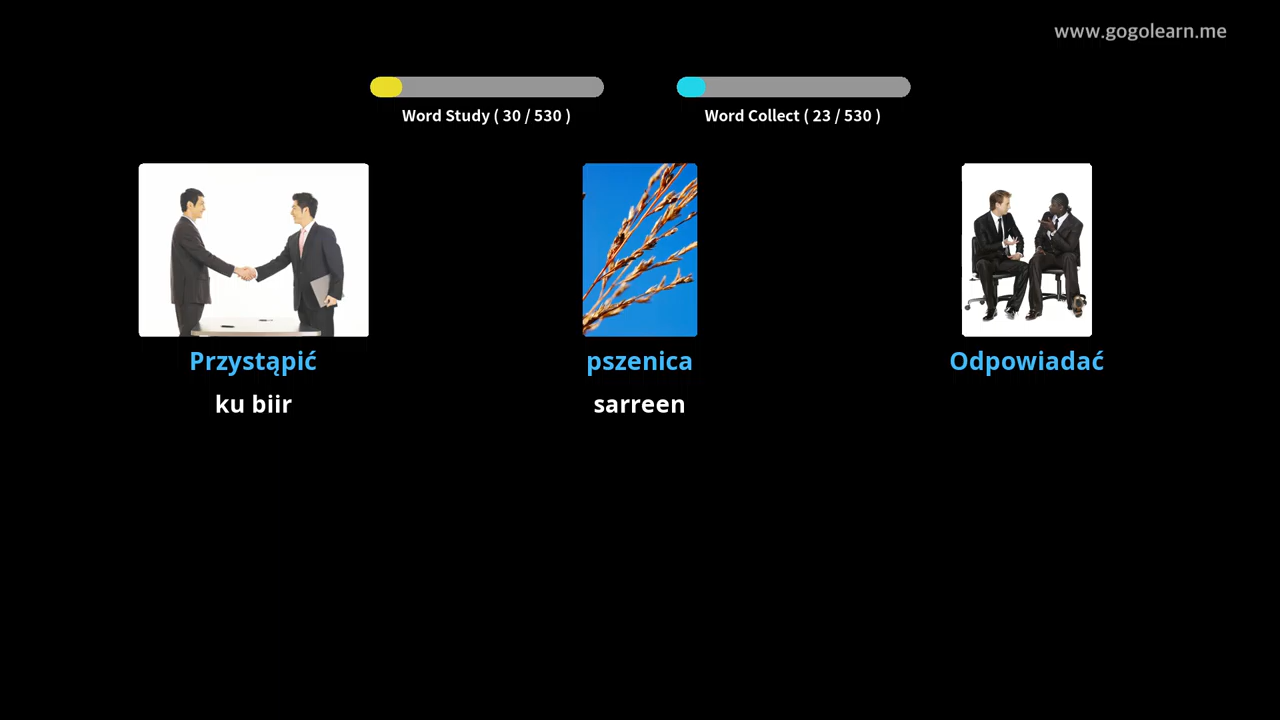 www.gogolearn.me
Word Study ( 30 / 530 )
Word Collect ( 23 / 530 )
Przystąpić
pszenica
Odpowiadać
ku biir
sarreen